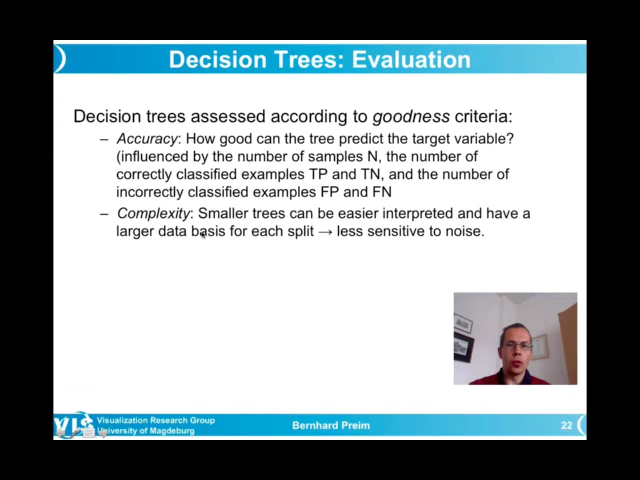 Decision Trees: Evaluation
Decision trees assessed according to goodness criteria:
– Accuracy: How good can the tree predict the target variable?
(influenced by the number of samples N, the number of
correctly classified examples TP and TN, and the number of
incorrectly classified examples FP and FN
– Complexity: Smaller trees can be easier interpreted and have a
larger data basis for each split → less sensitive to noise.
VIS
Visualization Research Group
University of Magdeburg
Bernhard Preim
22